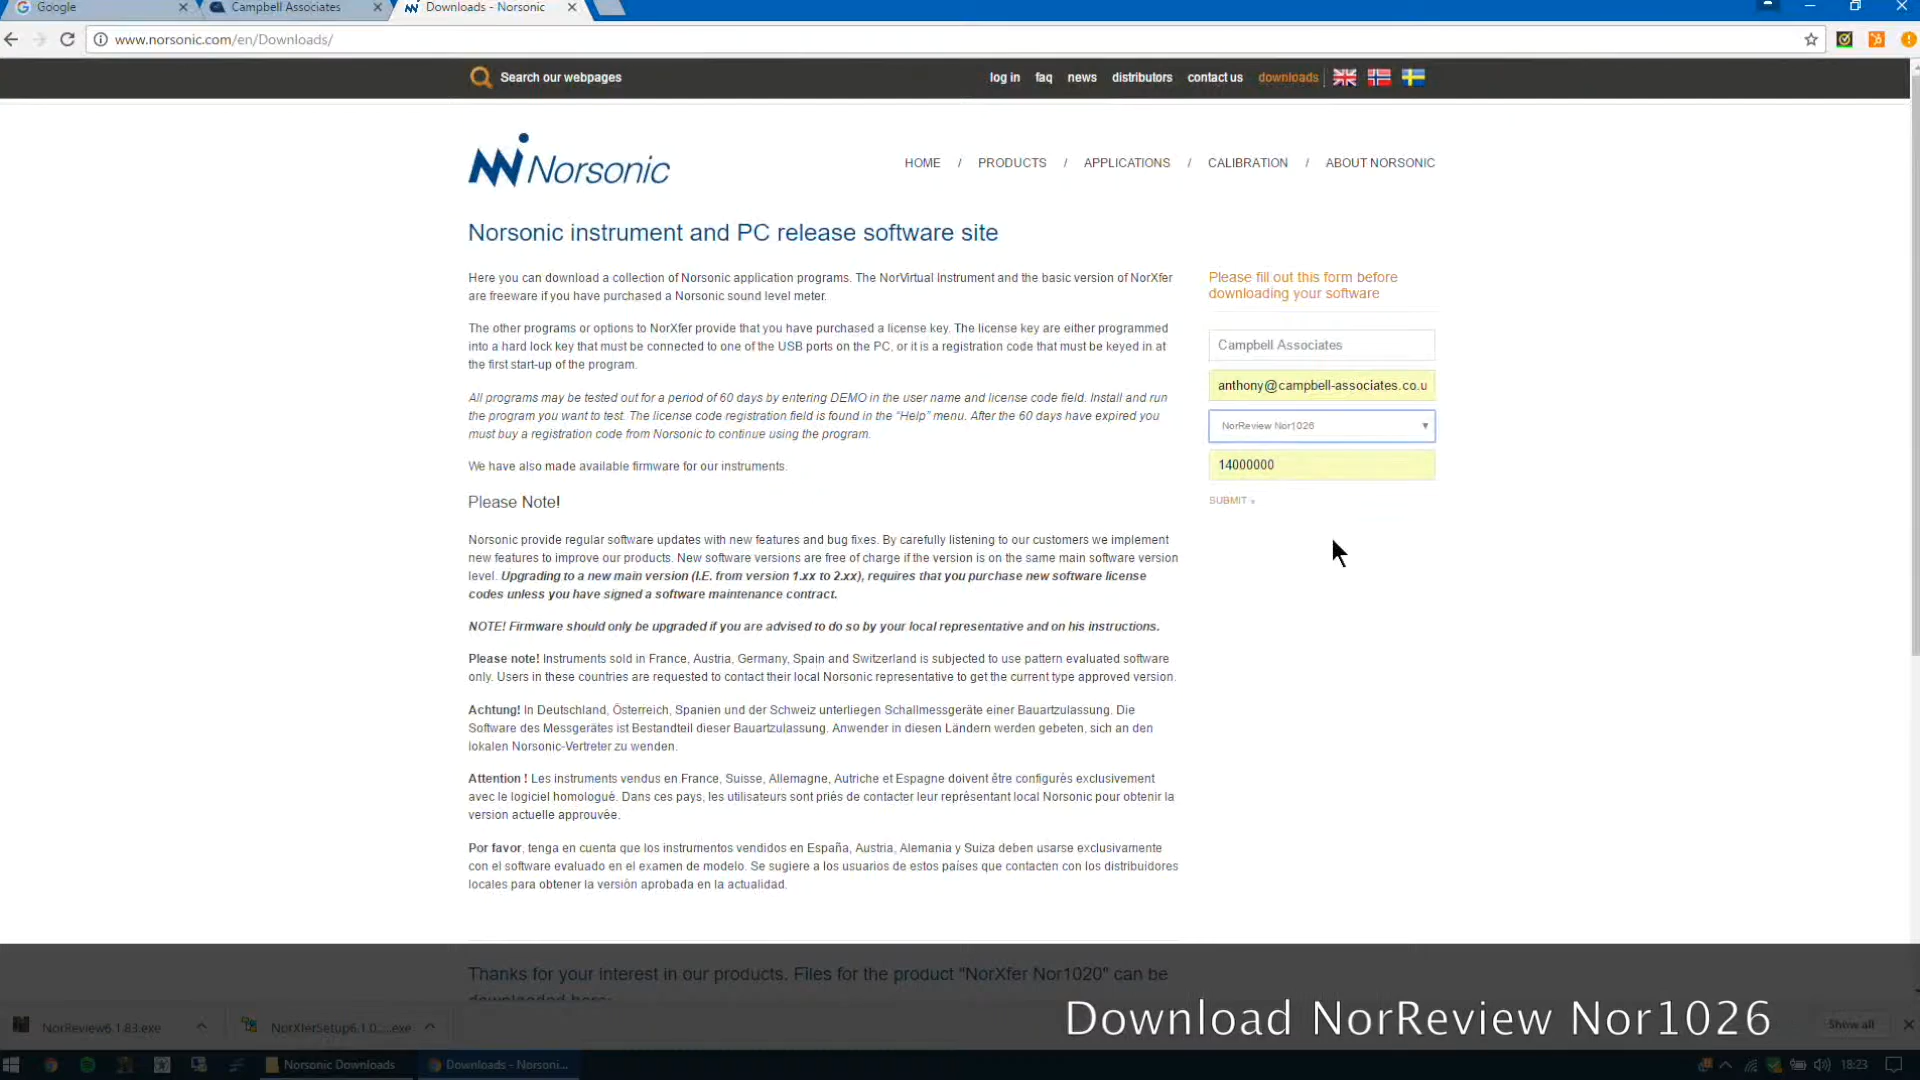 Google
Campbell Associates
Downloads - Norsonic
www.norsonic.com/en/Downloads/
Search our webpages
log in faq news distributors contact us downloads
Norsonic
HOME / PRODUCTS / APPLICATIONS / CALIBRATION / ABOUT NORSONIC
Norsonic instrument and PC release software site
Here you can download a collection of Norsonic application programs. The NorVirtual Instrument and the basic version of NorXfer
are freeware if you have purchased a Norsonic sound level meter.
The other programs or options to NorXfer provide that you have purchased a license key. The license key are either programmed
into a hard lock key that must be connected to one of the USB ports on the PC, or it is a registration code that must be keyed in at
the first start-up of the program.
All programs may be tested out for a period of 60 days by entering DEMO in the user name and license code field. Install and run
the program you want to test. The license code registration field is found in the "Help" menu. After the 60 days have expired you
must buy a registration code from Norsonic to continue using the program.
We have also made available firmware for our instruments.
Please Note!
Norsonic provide regular software updates with new features and bug fixes. By carefully listening to our customers we implement
new features to improve our products. New software versions are free of charge if the version is on the same main software version
level. Upgrading to a new main version (I.E. from version 1.xx to 2.xx), requires that you purchase new software license
codes unless you have signed a software maintenance contract.
NOTE! Firmware should only be upgraded if you are advised to do so by your local representative and on his instructions.
Please note! Instruments sold in France, Austria, Germany, Spain and Switzerland is subjected to use pattern evaluated software
only. Users in these countries are requested to contact their local Norsonic representative to get the current type approved version.
Achtung! In Deutschland, Österreich, Spanien und der Schweiz unterliegen Schallmessgeräte einer Bauartzulassung. Die
Software des Messgerätes ist Bestandteil dieser Bauartzulassung. Anwender in diesen Ländern werden gebeten, sich an den
lokalen Norsonic-Vertreter zu wenden.
Attention ! Les instruments vendus en France, Suisse, Allemagne, Autriche et Espagne doivent être configurés exclusivement
avec le logiciel homologué. Dans ces pays, les utilisateurs sont priés de contacter leur représentant local Norsonic pour obtenir la
version actuelle approuvée.
Por favor, tenga en cuenta que los instrumentos vendidos en España, Austria, Alemania y Suiza deben usarse exclusivamente
con el software evaluado en el examen de modelo. Se sugiere a los usuarios de estos países que contacten con los distribuidores
locales para obtener la versión aprobada en la actualidad.
Please fill out this form before
downloading your software
Campbell Associates
anthony@campbell-associates.co.u
NorReview Nor1026
14000000
SUBMIT
Thanks for your interest in our products. Files for the product "NorXfer Nor1020" can be
downloaded here:
Download NorReview Nor1026
NorReview6.1.83.exe
NorXferSetup6.1.0.....exe
Show all
Norsonic Downloads
Downloads - Norsoni...
18:23